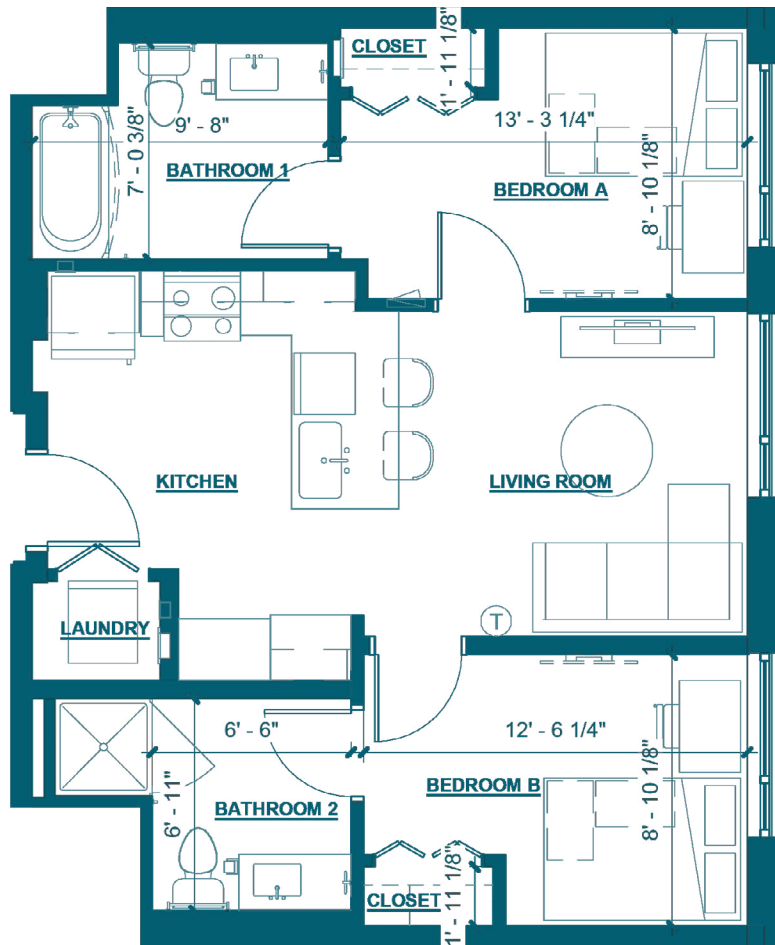 CLOSET
1' - 11 1/8"
9' - 8"
13' - 3 1/4"
7' - 0 3/8"
BATHROOM 1
BEDROOM A
8' - 10 1/8"
KITCHEN
LIVING ROOM
LAUNDRY
T
6' - 6"
12' - 6 1/4"
6' - 11"
BATHROOM 2
BEDROOM B
8' - 10 1/8"
CLOSET
1' - 11 1/8"